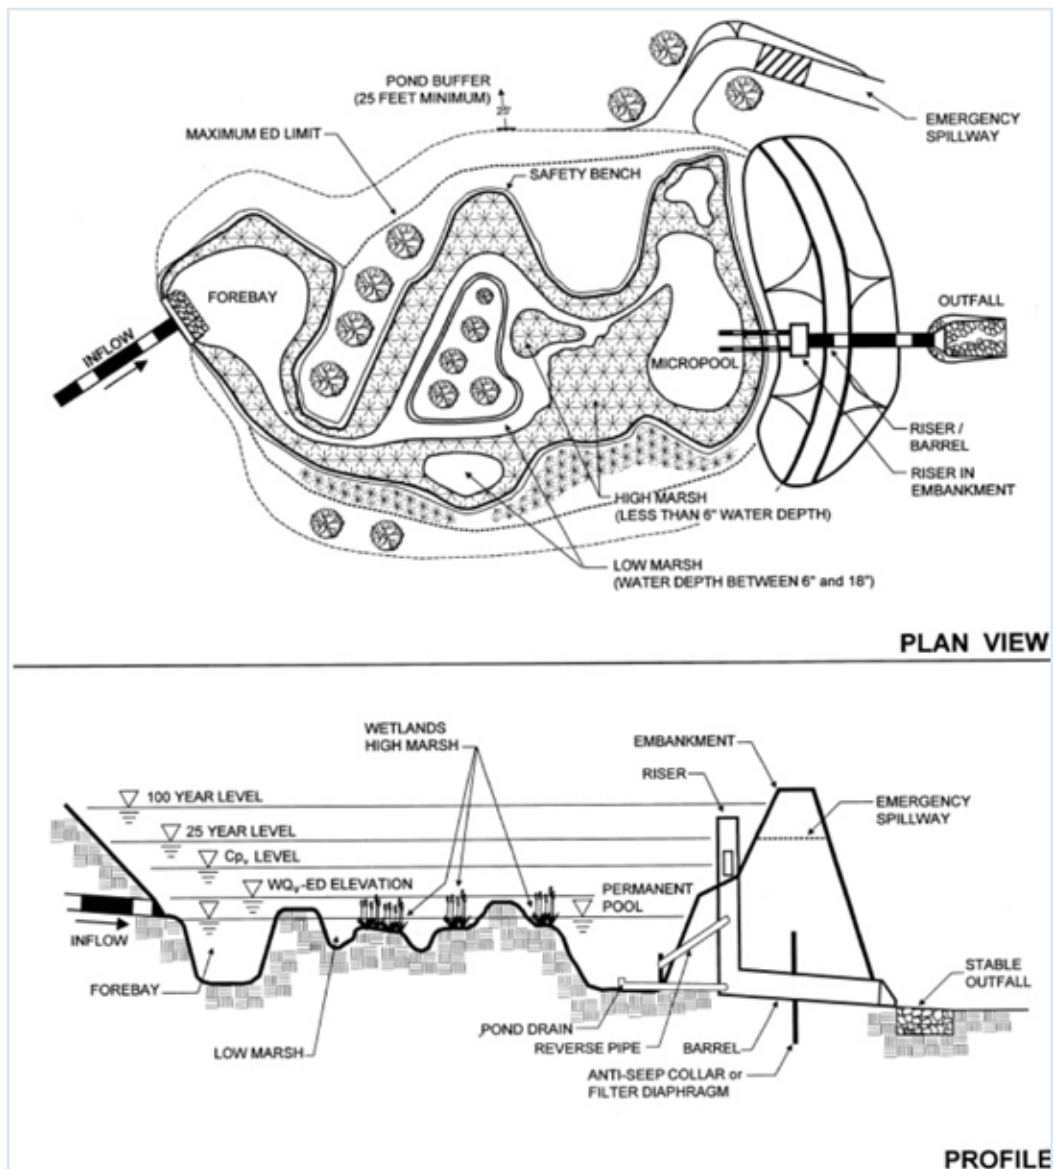 POND BUFFER
(25 FEET MINIMUM)
25'
MAXIMUM ED LIMIT
EMERGENCY
SPILLWAY
SAFETY BENCH
FOREBAY
INFLOW
OUTFALL
MICROPOOL
RISER /
BARREL
RISER IN
EMBANKMENT
HIGH MARSH
(LESS THAN 6" WATER DEPTH)
LOW MARSH
(WATER DEPTH BETWEEN 6" and 18")
PLAN VIEW
WETLANDS
HIGH MARSH
EMBANKMENT
RISER
100 YEAR LEVEL
EMERGENCY
SPILLWAY
25 YEAR LEVEL
Cpv LEVEL
WQv-ED ELEVATION
PERMANENT
POOL
INFLOW
FOREBAY
STABLE
OUTFALL
LOW MARSH
POND DRAIN
REVERSE PIPE
BARREL
ANTI-SEEP COLLAR or
FILTER DIAPHRAGM
PROFILE